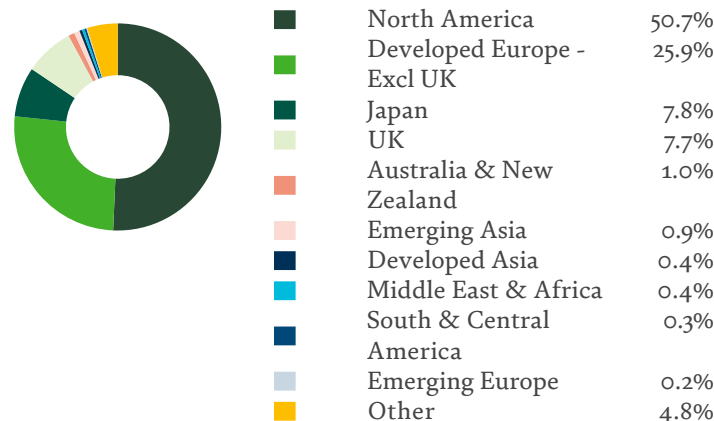 North America 50.7%
Developed Europe - 25.9%
Excl UK
Japan 7.8%
UK 7.7%
Australia & New 1.0%
Zealand
Emerging Asia 0.9%
Developed Asia 0.4%
Middle East & Africa 0.4%
South & Central 0.3%
America
Emerging Europe 0.2%
Other 4.8%